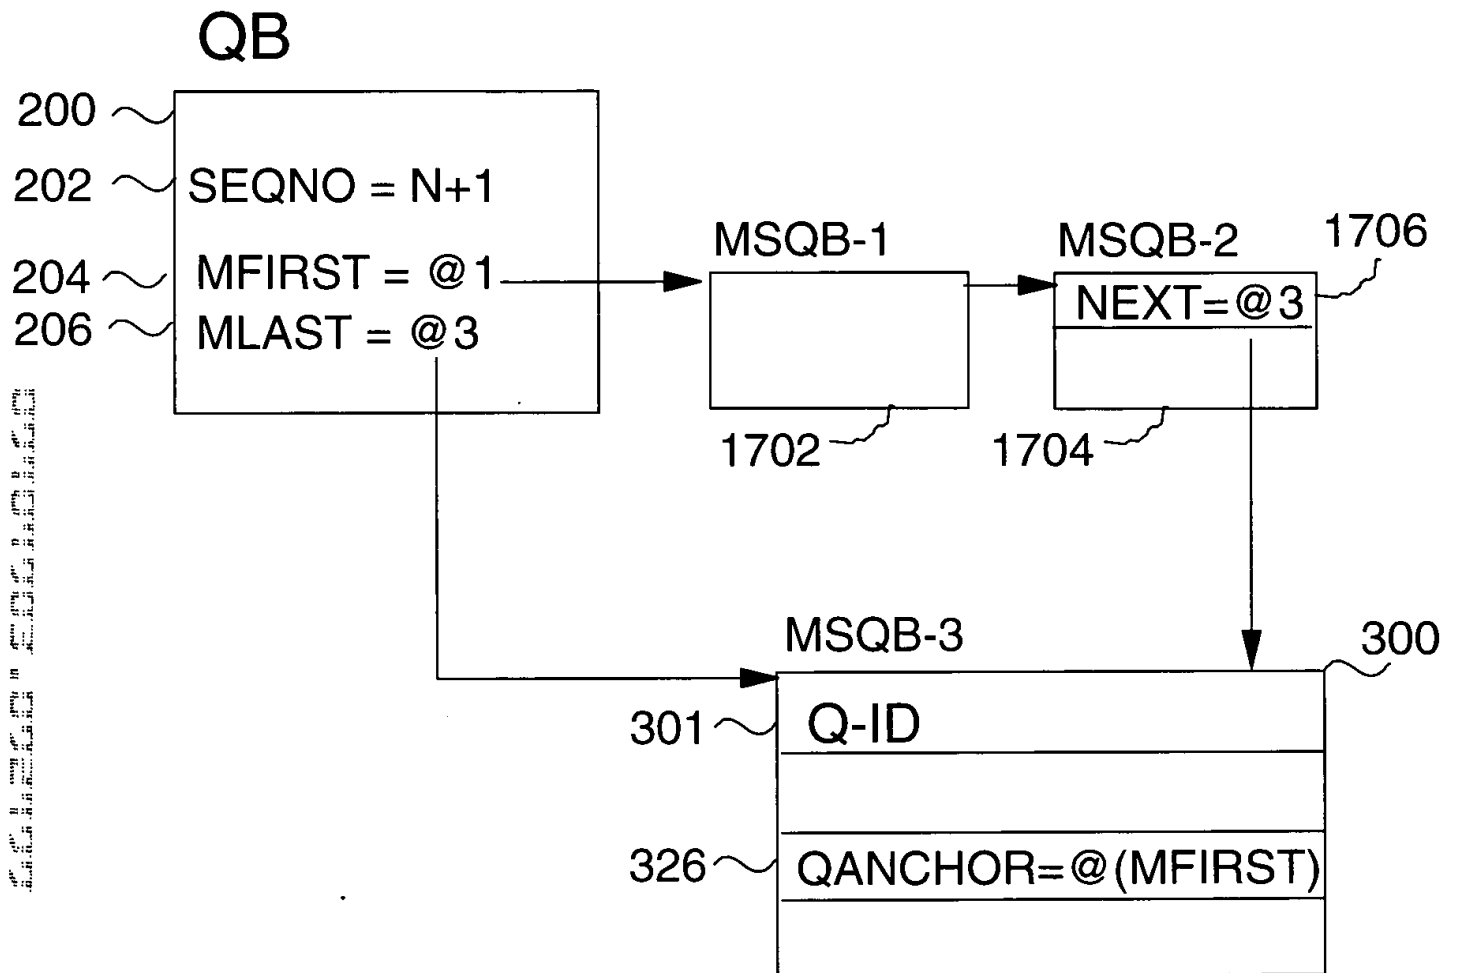 QB
200
202 SEQNO = N+1
204 MFIRST = @1
206 MLAST = @3
MSQB-1
1702
MSQB-2
1706
NEXT=@3
1704
MSQB-3
300
301 Q-ID
326 QANCHOR=@(MFIRST)